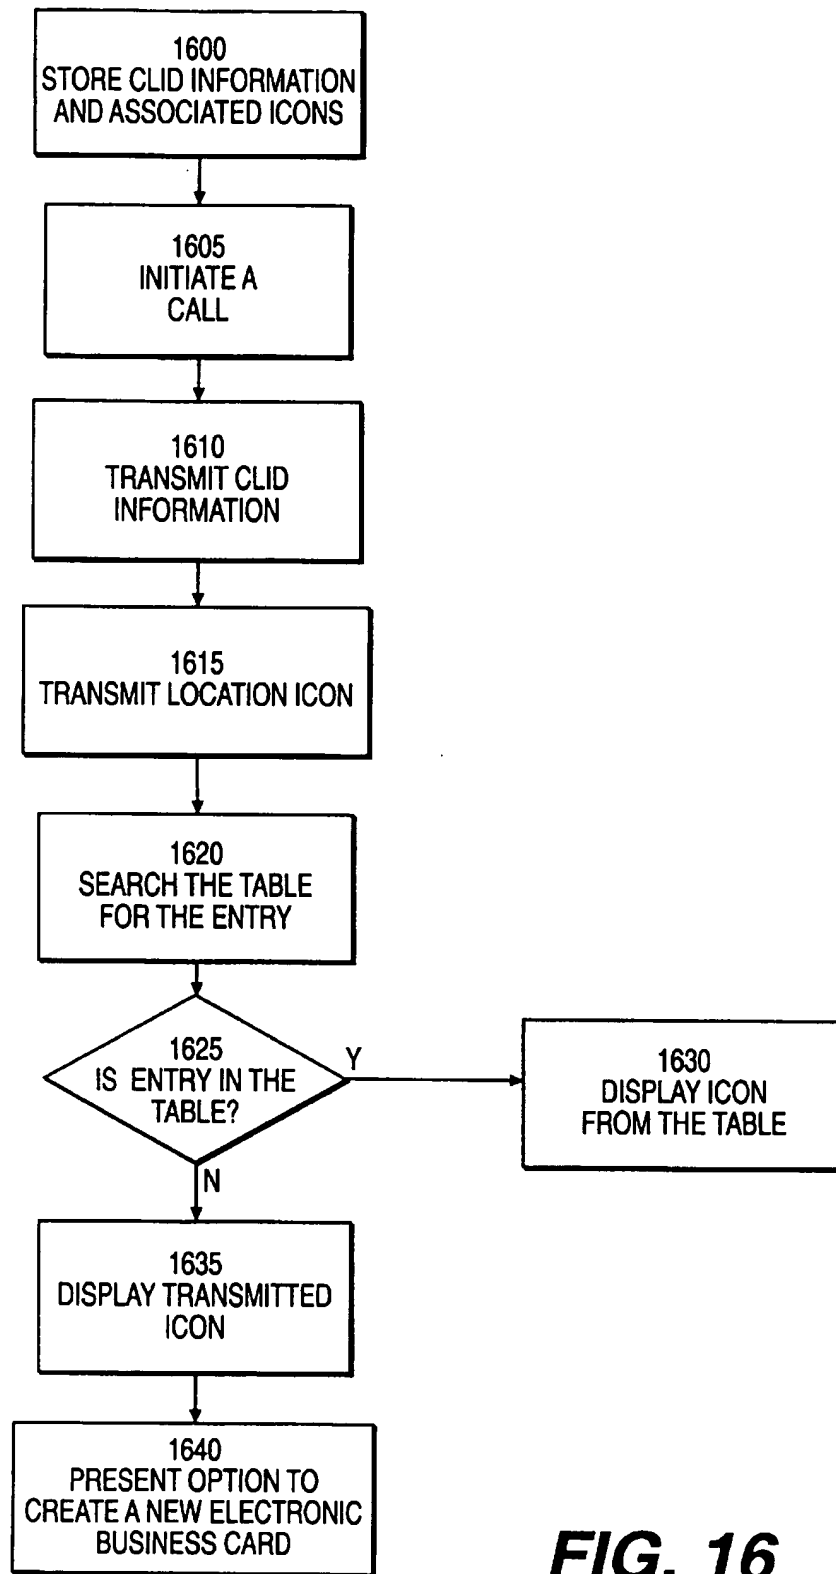 1600
STORE CLID INFORMATION
AND ASSOCIATED ICONS
1605
INITIATE A
CALL
1610
TRANSMIT CLID
INFORMATION
1615
TRANSMIT LOCATION ICON
1620
SEARCH THE TABLE
FOR THE ENTRY
1625
IS ENTRY IN THE
TABLE?
Y
1630
DISPLAY ICON
FROM THE TABLE
N
1635
DISPLAY TRANSMITTED
ICON
1640
PRESENT OPTION TO
CREATE A NEW ELECTRONIC
BUSINESS CARD
FIG. 16